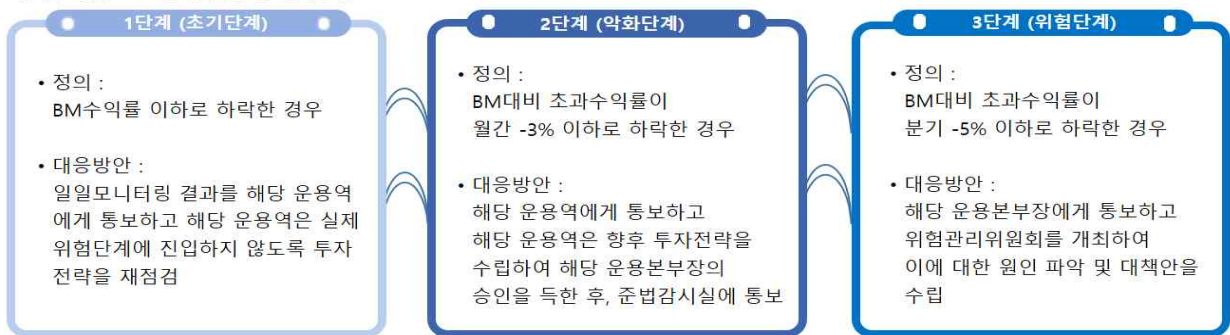 1단계 (초기단계)
• 정의 :
BM수익률 이하로 하락한 경우
• 대응방안 :
일일모니터링 결과를 해당 운용역
에게 통보하고 해당 운용역은 실제
위험단계에 진입하지 않도록 투자
전략을 재점검
2단계 (악화단계)
• 정의 :
BM대비 초과수익률이
월간 -3% 이하로 하락한 경우
• 대응방안 :
해당 운용역에게 통보하고
해당 운용역은 향후 투자전략을
수립하여 해당 운용본부장의
승인을 득한 후, 준법감시실에 통보
3단계 (위험단계)
• 정의 :
BM대비 초과수익률이
분기 -5% 이하로 하락한 경우
• 대응방안 :
해당 운용본부장에게 통보하고
위험관리위원회를 개최하여
이에 대한 원인 파악 및 대책안을
수립